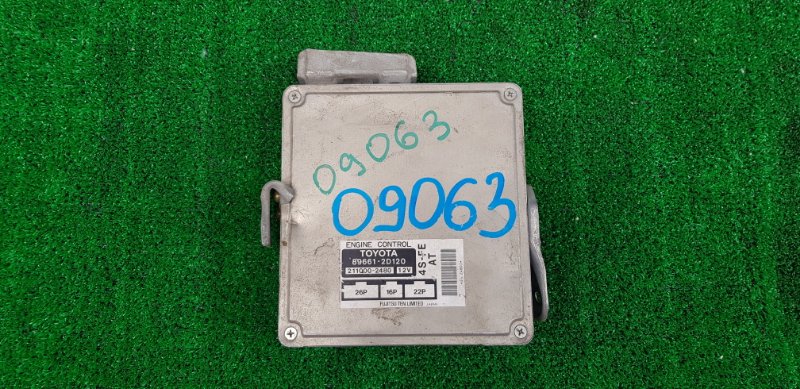 09063
09063
ENGINE CONTROL
TOYOTA
89661-2D120
211000-2480 12V
4S-FE
AT
26P 16P 22P
FUJITSU TEN LIMITED